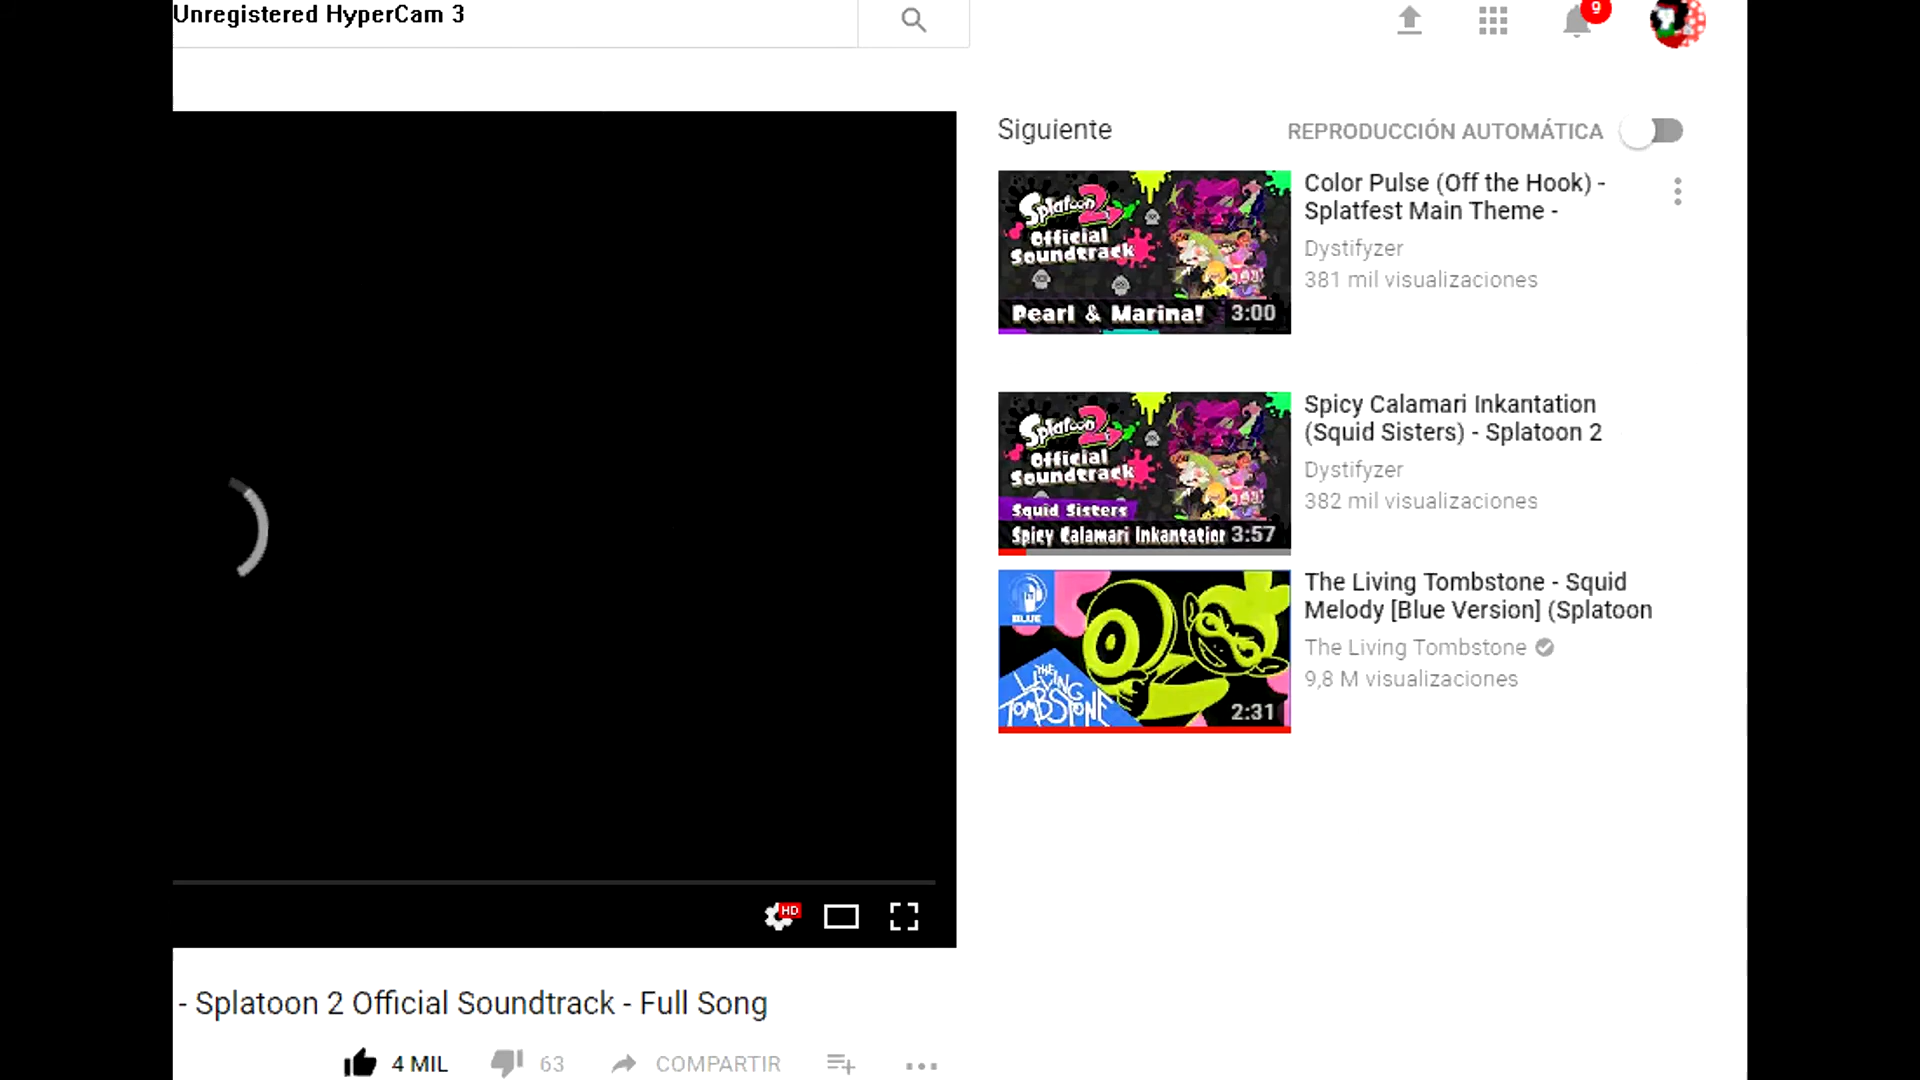 Unregistered HyperCam 3
9
Siguiente
REPRODUCCIÓN AUTOMÁTICA
Splatoon 2
Official
Soundtrack
Pearl & Marina!
3:00
Color Pulse (Off the Hook) -
Splatfest Main Theme -
Dystifyzer
381 mil visualizaciones
Splatoon 2
Official
Soundtrack
Squid Sisters
Spicy Calamari Inkantation
3:57
Spicy Calamari Inkantation
(Squid Sisters) - Splatoon 2
Dystifyzer
382 mil visualizaciones
BLUE
THE
LIVING
TOMBSTONE
2:31
The Living Tombstone - Squid
Melody [Blue Version] (Splatoon
The Living Tombstone
9,8 M visualizaciones
HD
- Splatoon 2 Official Soundtrack - Full Song
4 MIL
63
COMPARTIR